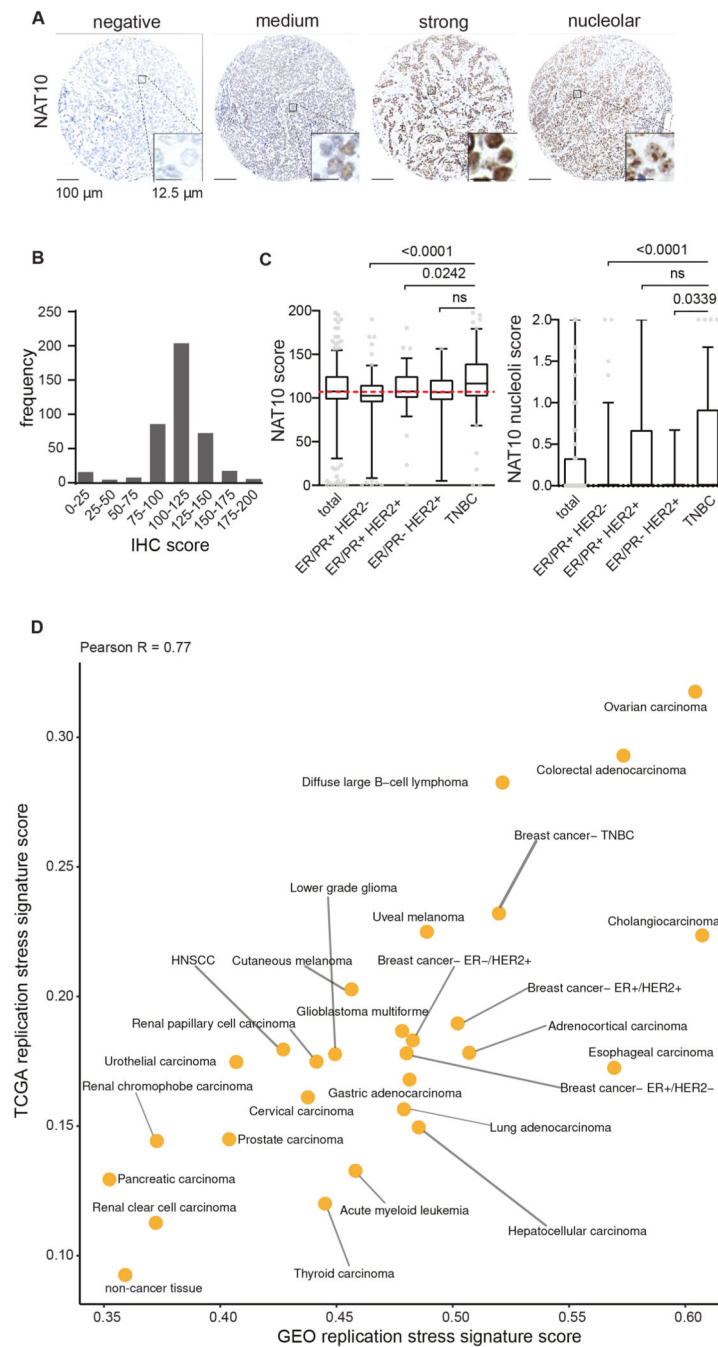 A
negative
medium
strong
nucleolar
NAT10
100 µm
12.5 µm
B
frequency
250
200
150
100
50
0
0-25
25-50
50-75
75-100
100-125
125-150
150-175
175-200
IHC score
C
<0.0001
0.0242
ns
NAT10 score
200
150
100
50
0
total
ER/PR+ HER2-
ER/PR+ HER2+
ER/PR- HER2+
TNBC
<0.0001
ns
0.0339
NAT10 nucleoli score
2.0
1.5
1.0
0.5
0.0
total
ER/PR+ HER2-
ER/PR+ HER2+
ER/PR- HER2+
TNBC
D
Pearson R = 0.77
TCGA replication stress signature score
0.30
0.25
0.20
0.15
0.10
Ovarian carcinoma
Colorectal adenocarcinoma
Diffuse large B−cell lymphoma
Breast cancer− TNBC
Lower grade glioma
Uveal melanoma
Cholangiocarcinoma
HNSCC
Cutaneous melanoma
Breast cancer− ER−/HER2+
Breast cancer− ER+/HER2+
Glioblastoma multiforme
Renal papillary cell carcinoma
Adrenocortical carcinoma
Urothelial carcinoma
Esophageal carcinoma
Renal chromophobe carcinoma
Gastric adenocarcinoma
Breast cancer− ER+/HER2−
Cervical carcinoma
Lung adenocarcinoma
Prostate carcinoma
Pancreatic carcinoma
Renal clear cell carcinoma
Acute myeloid leukemia
Hepatocellular carcinoma
Thyroid carcinoma
non−cancer tissue
0.35
0.40
0.45
0.50
0.55
0.60
GEO replication stress signature score